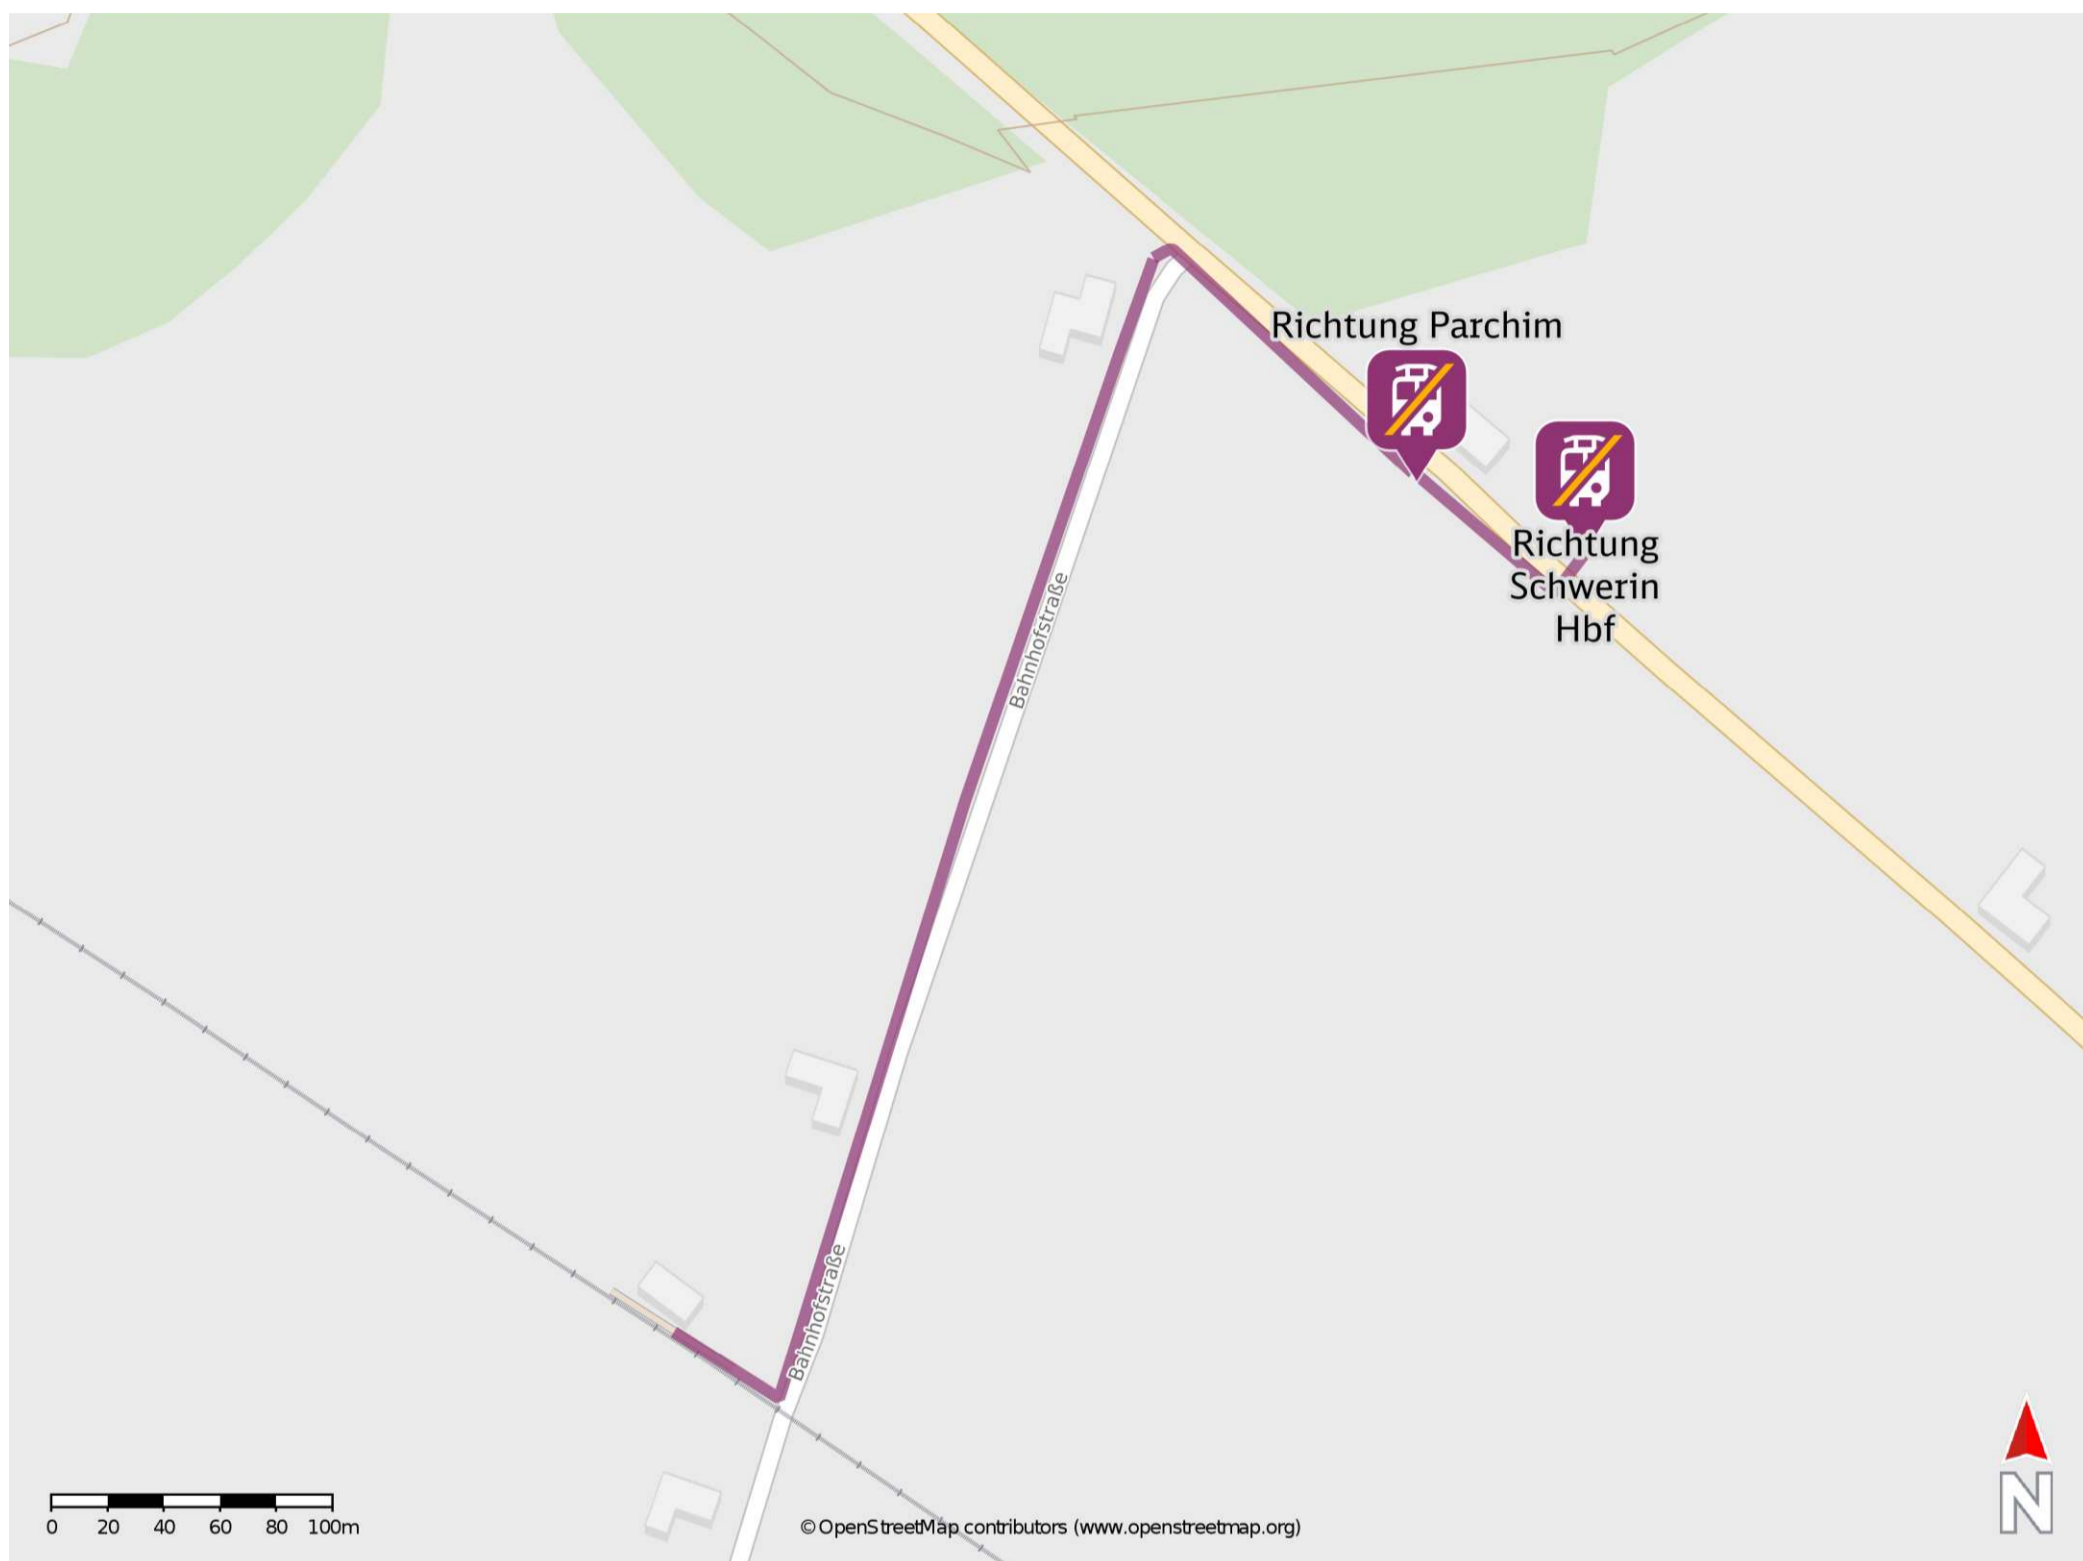 Richtung Parchim
Richtung
Schwerin
Hbf
Bahnhofstraße
Bahnhofstraße
0 20 40 60 80 100m
© OpenStreetMap contributors (www.openstreetmap.org)
N